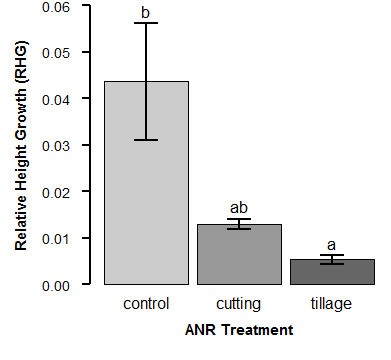 Relative Height Growth (RHG)
0.06
0.05
0.04
0.03
0.02
0.01
0.00
b
ab
a
control cutting tillage
ANR Treatment